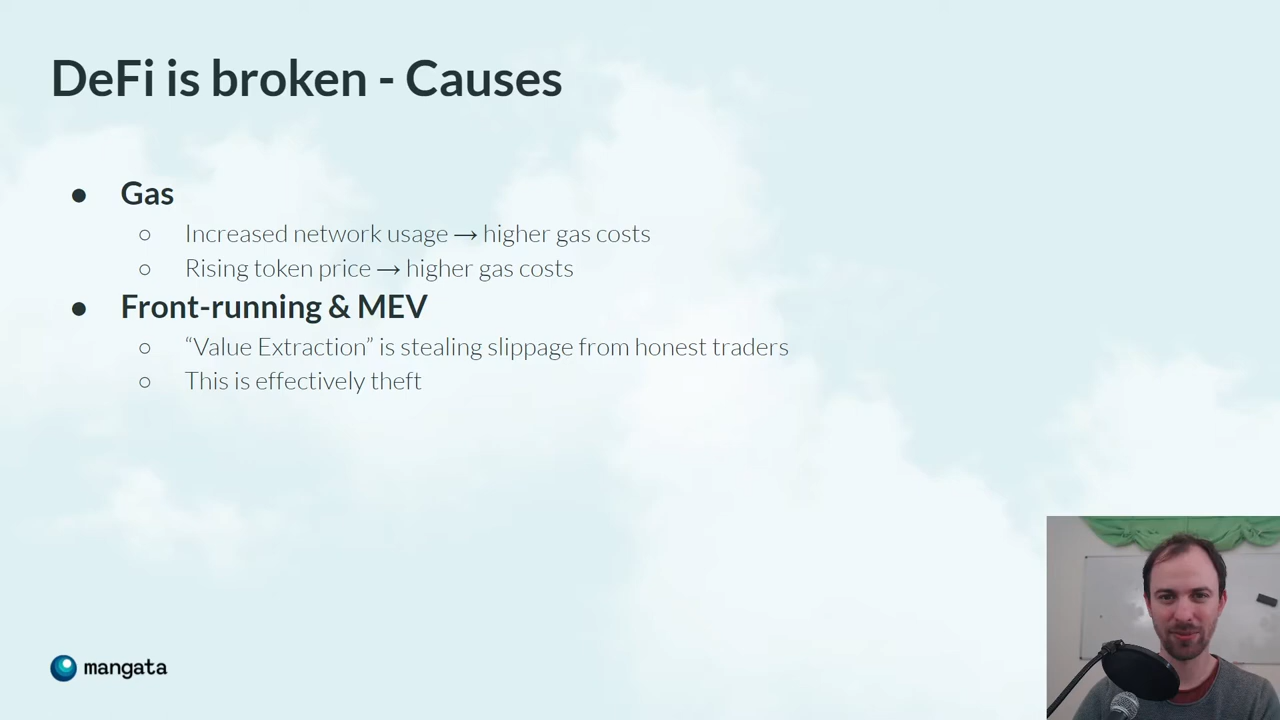 DeFi is broken - Causes
● Gas
○ Increased network usage → higher gas costs
○ Rising token price → higher gas costs
● Front-running & MEV
○ “Value Extraction” is stealing slippage from honest traders
○ This is effectively theft
mangata